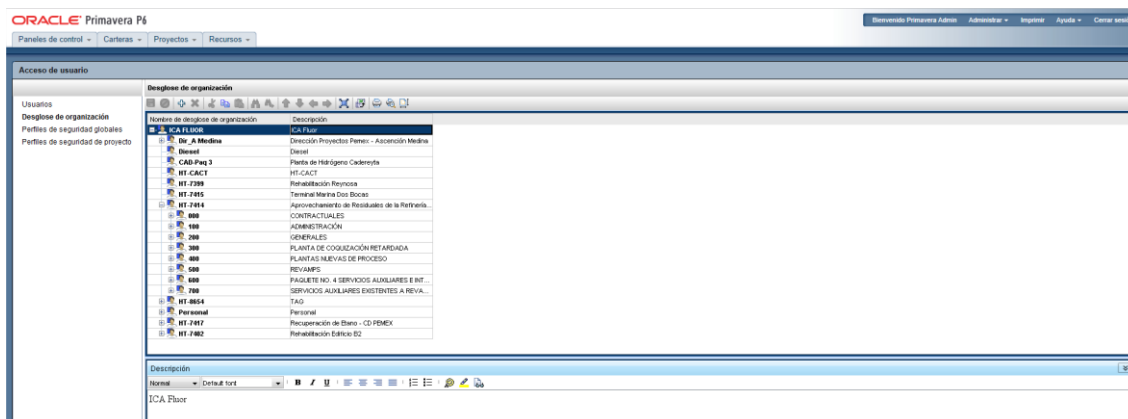 ORACLE Primavera P6
Bienvenido Primavera Admin Administrar Imprimir Ayuda Cerrar sesi
Paneles de control Carteras Proyectos Recursos
Acceso de usuario
Usuarios
Desglose de organización
Perfiles de seguridad globales
Perfiles de seguridad de proyecto
Desglose de organización
Nombre de desglose de organización Descripción
ICA FLUOR ICA Fluor
Dir_A Medina Dirección Proyectos Pemex - Ascención Medina
Diesel Diesel
CAD-Paq 3 Planta de Hidrógeno Cadereyta
HT-CACT HT-CACT
HT-7399 Rehabilitación Reynosa
HT-7415 Terminal Marina Dos Bocas
HT-7414 Aprovechamiento de Residuales de la Refinería...
000 CONTRACTUALES
100 ADMINISTRACIÓN
200 GENERALES
300 PLANTA DE COQUIZACIÓN RETARDADA
400 PLANTAS NUEVAS DE PROCESO
500 REVAMPS
600 PAQUETE NO. 4 SERVICIOS AUXILIARES E INT...
700 SERVICIOS AUXILIARES EXISTENTES A REVA...
HT-8654 TAG
Personal Personal
HT-7417 Recuperación de Etano - CD PEMEX
HT-7402 Rehabilitación Edificio B2
Descripción
Normal Default font B I U
ICA Fluor